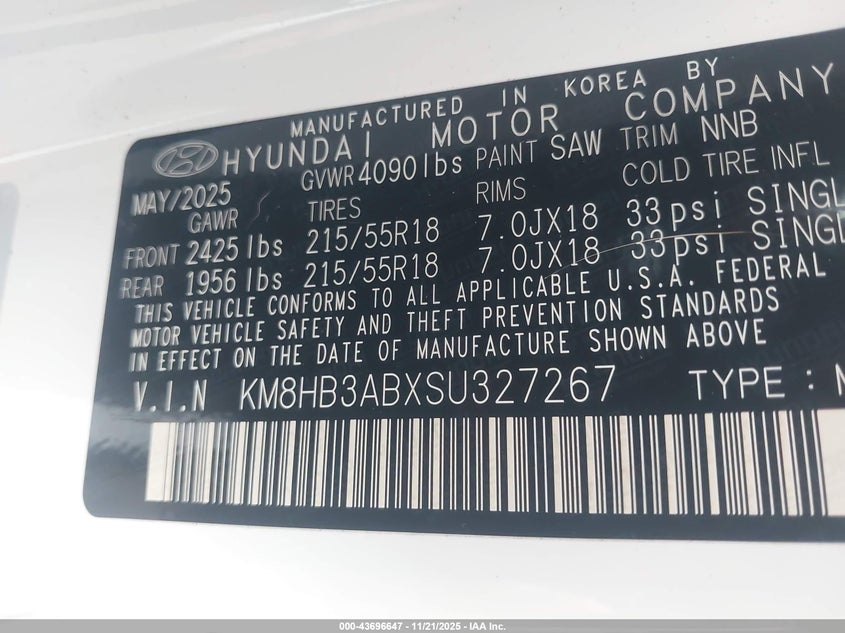 MANUFACTURED IN KOREA BY
HYUNDAI MOTOR COMPANY
MAY/2025 GVWR 4090 lbs PAINT SAW TRIM NNB
GAWR TIRES RIMS COLD TIRE INFL
FRONT 2425 lbs 215/55R18 7.0JX18 33psi SINGL
REAR 1956 lbs 215/55R18 7.0JX18 33psi SINGL
THIS VEHICLE CONFORMS TO ALL APPLICABLE U.S.A. FEDERAL
MOTOR VEHICLE SAFETY AND THEFT PREVENTION STANDARDS
IN EFFECT ON THE DATE OF MANUFACTURE SHOWN ABOVE
V.I.N KM8HB3ABXSU327267 TYPE :
000-43696647 - 11/21/2025 - IAA Inc.